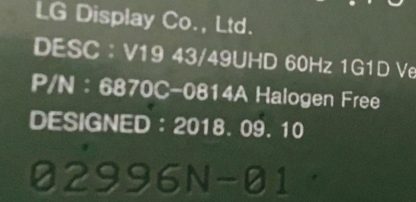 LG Display Co., Ltd.
DESC : V19 43/49UHD 60Hz 1G1D Ve
P/N : 6870C-0814A Halogen Free
DESIGNED : 2018. 09. 10
02996N-01